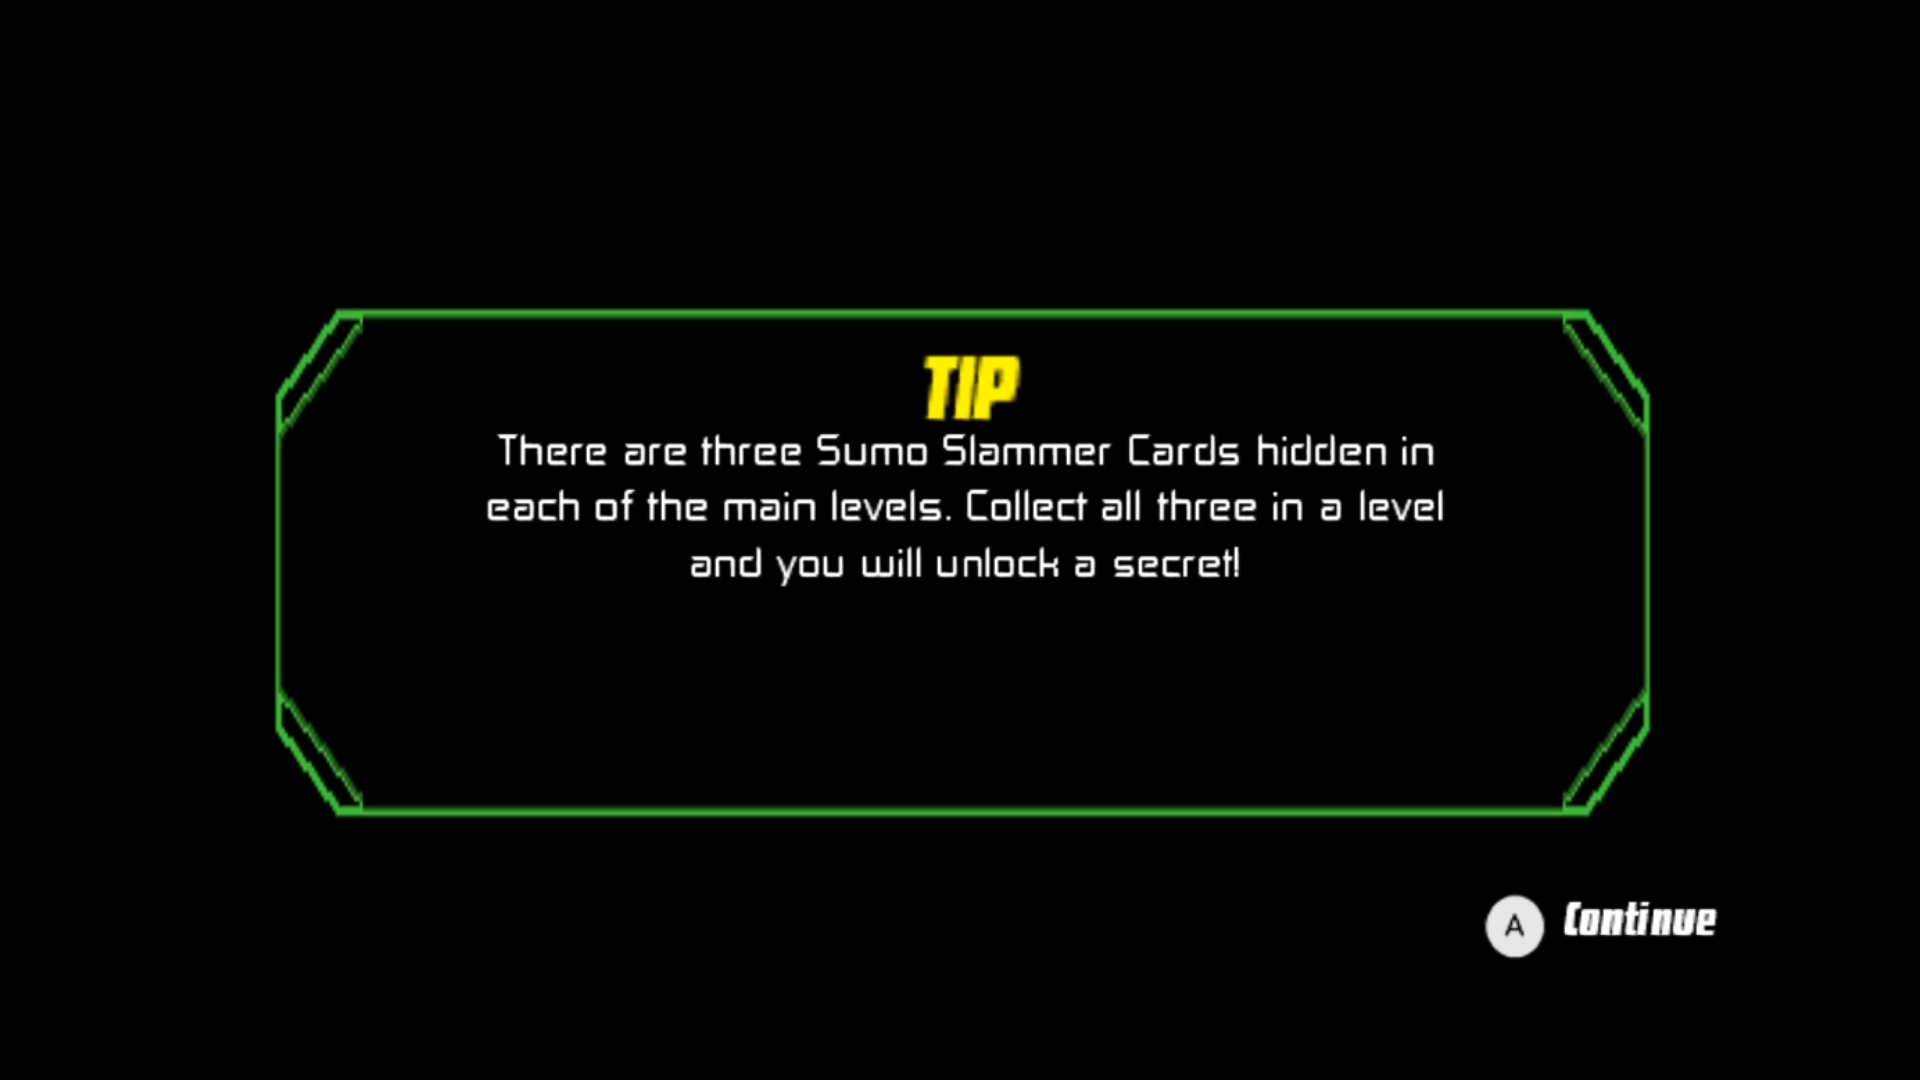 TIP
There are three Sumo Slammer Cards hidden in
each of the main levels. Collect all three in a level
and you will unlock a secret!
A Continue